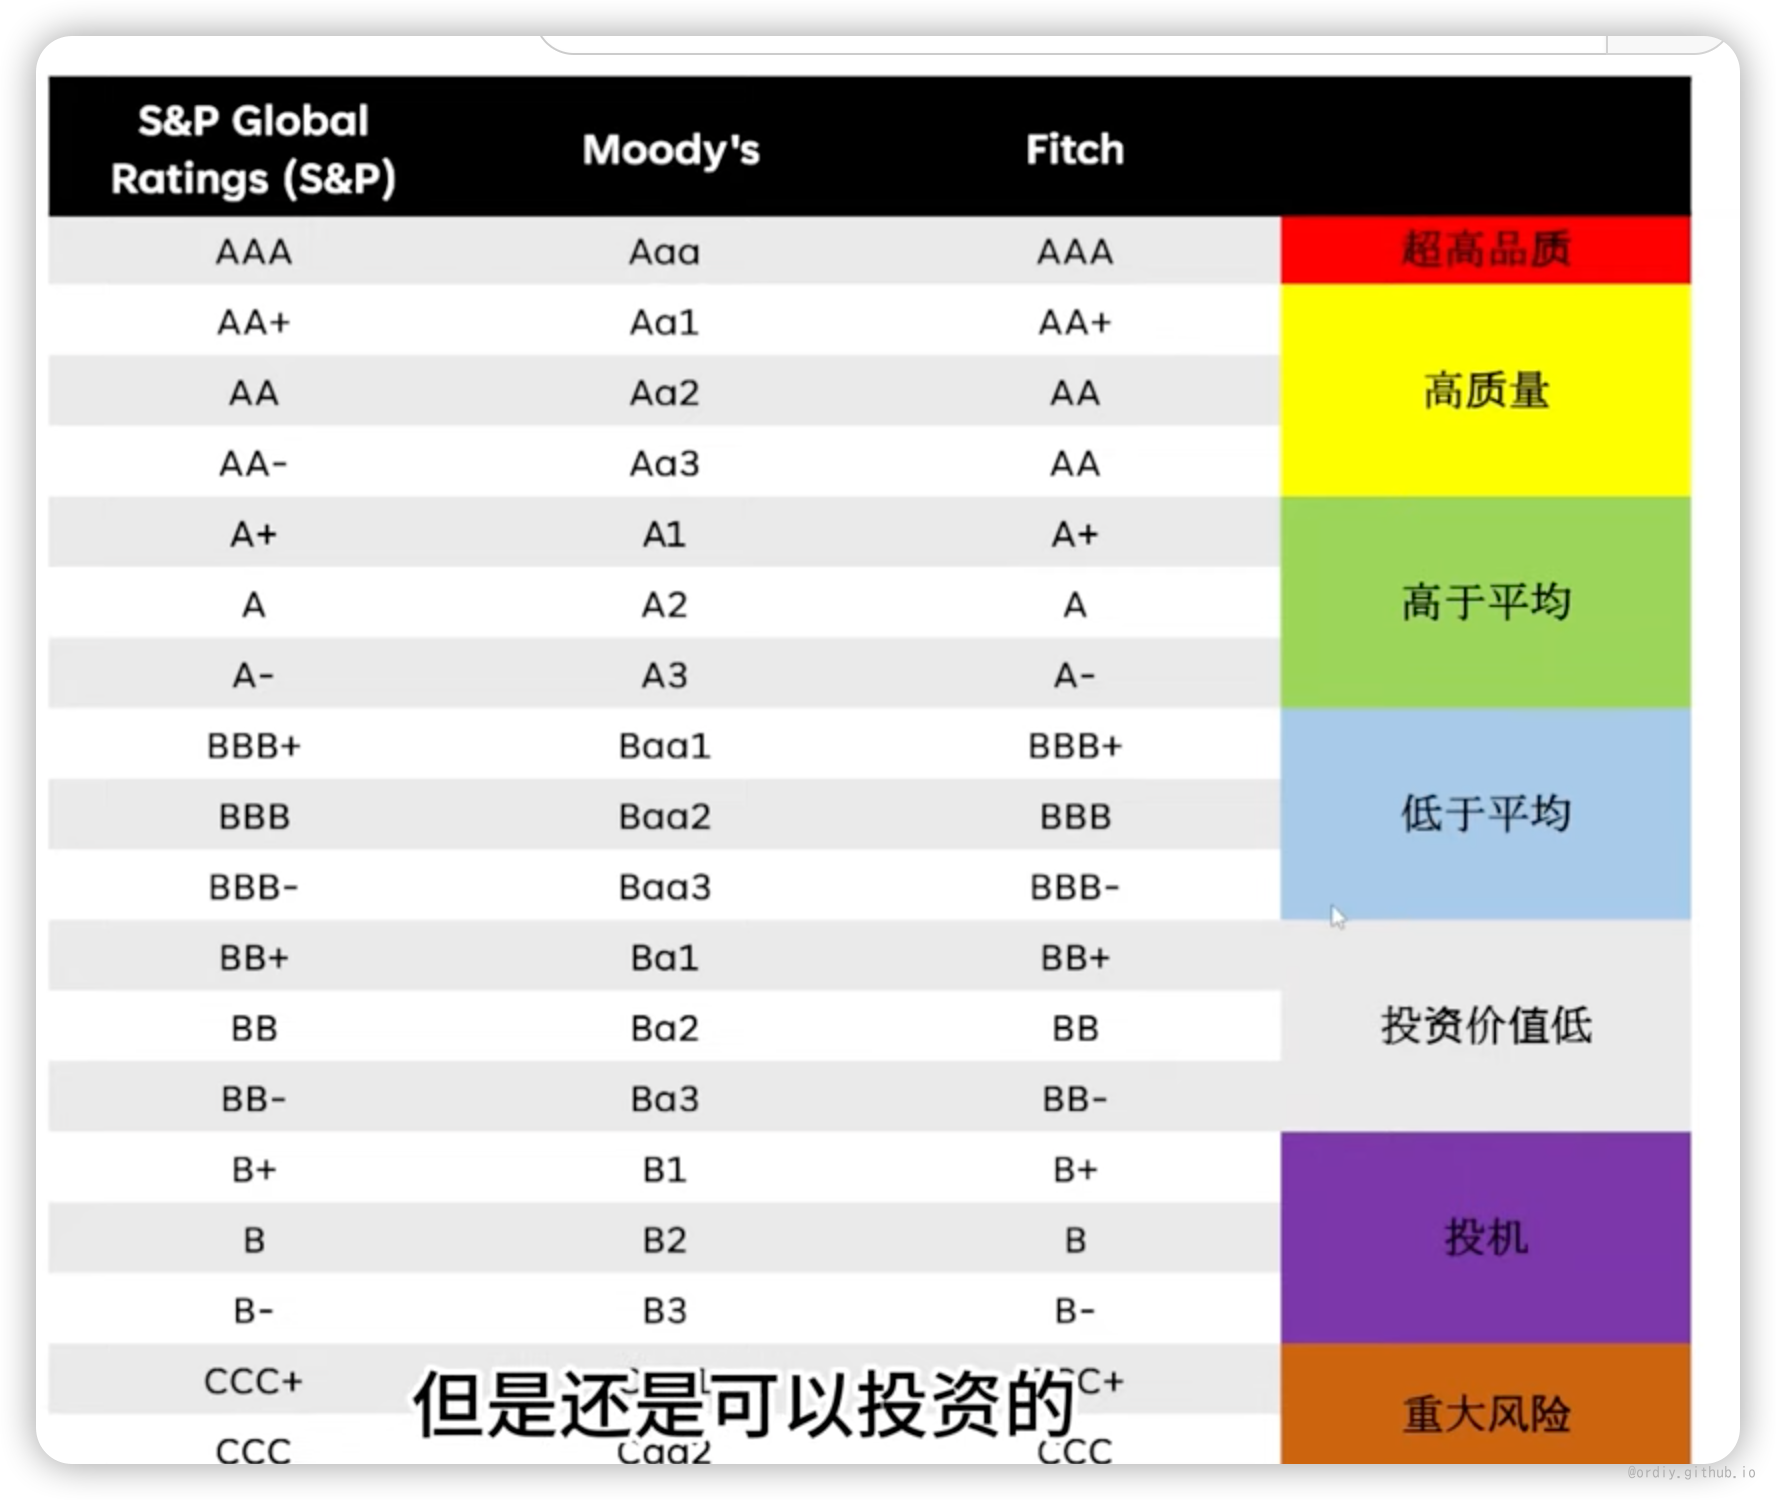 S&P Global
Ratings (S&P)
Moody's
Fitch
AAA Aaa AAA 超高品质
AA+ Aa1 AA+
AA Aa2 AA 高质量
AA- Aa3 AA
A+ A1 A+
A A2 A 高于平均
A- A3 A-
BBB+ Baa1 BBB+
BBB Baa2 BBB 低于平均
BBB- Baa3 BBB-
BB+ Ba1 BB+
BB Ba2 BB 投资价值低
BB- Ba3 BB-
B+ B1 B+
B B2 B 投机
B- B3 B-
CCC+ 重大风险
但是还是可以投资的
CCC Caa2 CCC
@ordiy.github.io